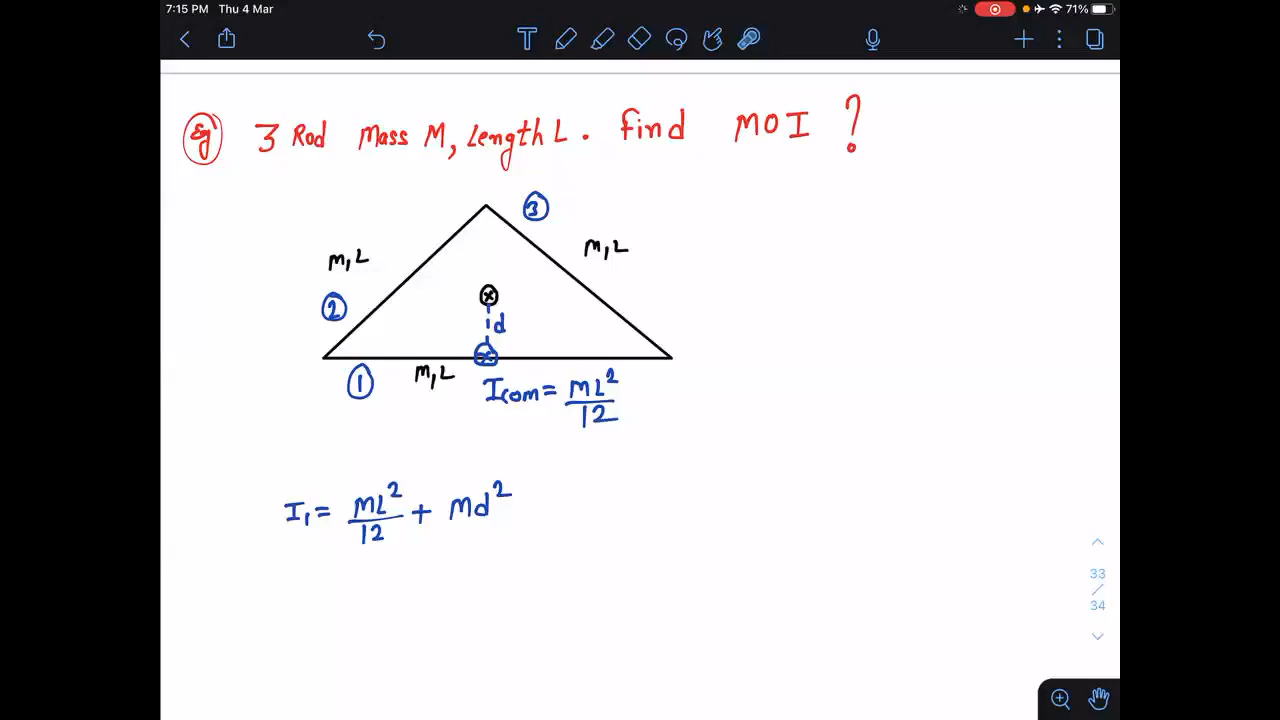 7:15 PM Thu 4 Mar 71%
Eg 3 Rod Mass M, Length L. find MOI ?
3
M,L M,L
2
d
1 M,L
Icom = ML²/12
I₁ = ML²/12 + Md²
33
/
34